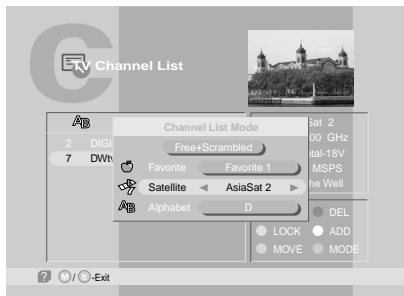 C
TV Channel List
AB
2 DIGI
7 DWtv
Sat 2
00 GHz
tal-18V
MSPS
he Well
Channel List Mode
Free+Scrambled
Favorite Favorite 1
Satellite AsiaSat 2
AB Alphabet D
DEL
LOCK ADD
MOVE MODE
? M / E -Exit